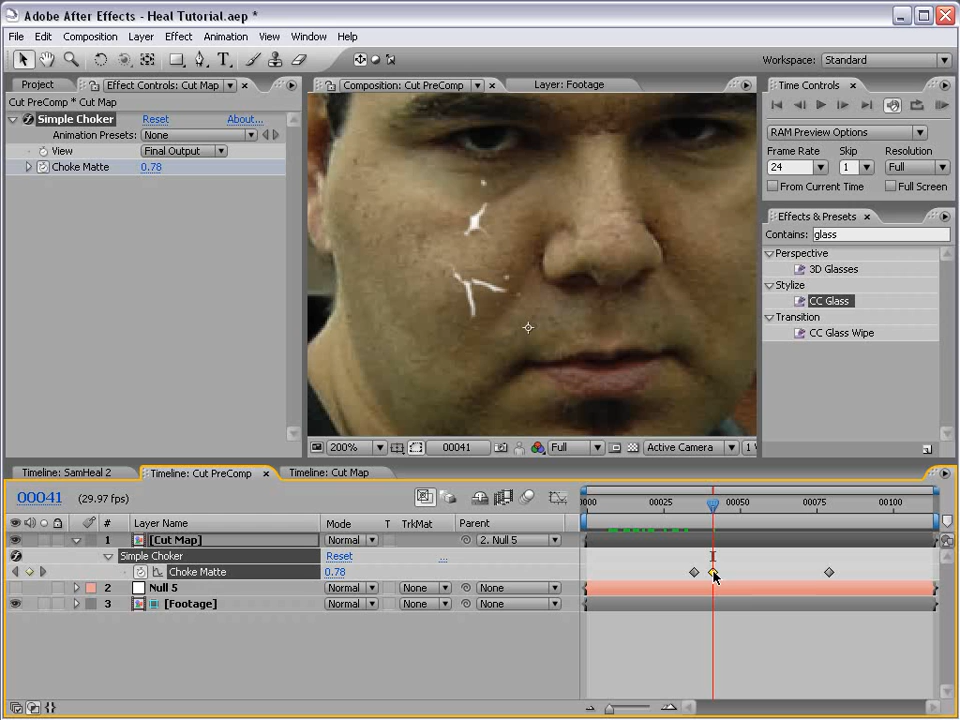 Adobe After Effects - Heal Tutorial.aep *
File Edit Composition Layer Effect Animation View Window Help
Workspace: Standard
Project Effect Controls: Cut Map
Cut PreComp * Cut Map
Simple Choker Reset About...
Animation Presets: None
View Final Output
Choke Matte 0.78
Composition: Cut PreComp Layer: Footage
200% 00041 Full Active Camera 1
Time Controls
RAM Preview Options
Frame Rate Skip Resolution
24 1 Full
From Current Time Full Screen
Effects & Presets
Contains: glass
Perspective
3D Glasses
Stylize
CC Glass
Transition
CC Glass Wipe
Timeline: SamHeal 2 Timeline: Cut PreComp Timeline: Cut Map
00041 (29.97 fps)
0000 00025 00050 00075 00100
# Layer Name Mode T TrkMat Parent
1 [Cut Map] Normal 2. Null 5
Simple Choker Reset ...
Choke Matte 0.78
2 Null 5 Normal None None
3 [Footage] Normal None None